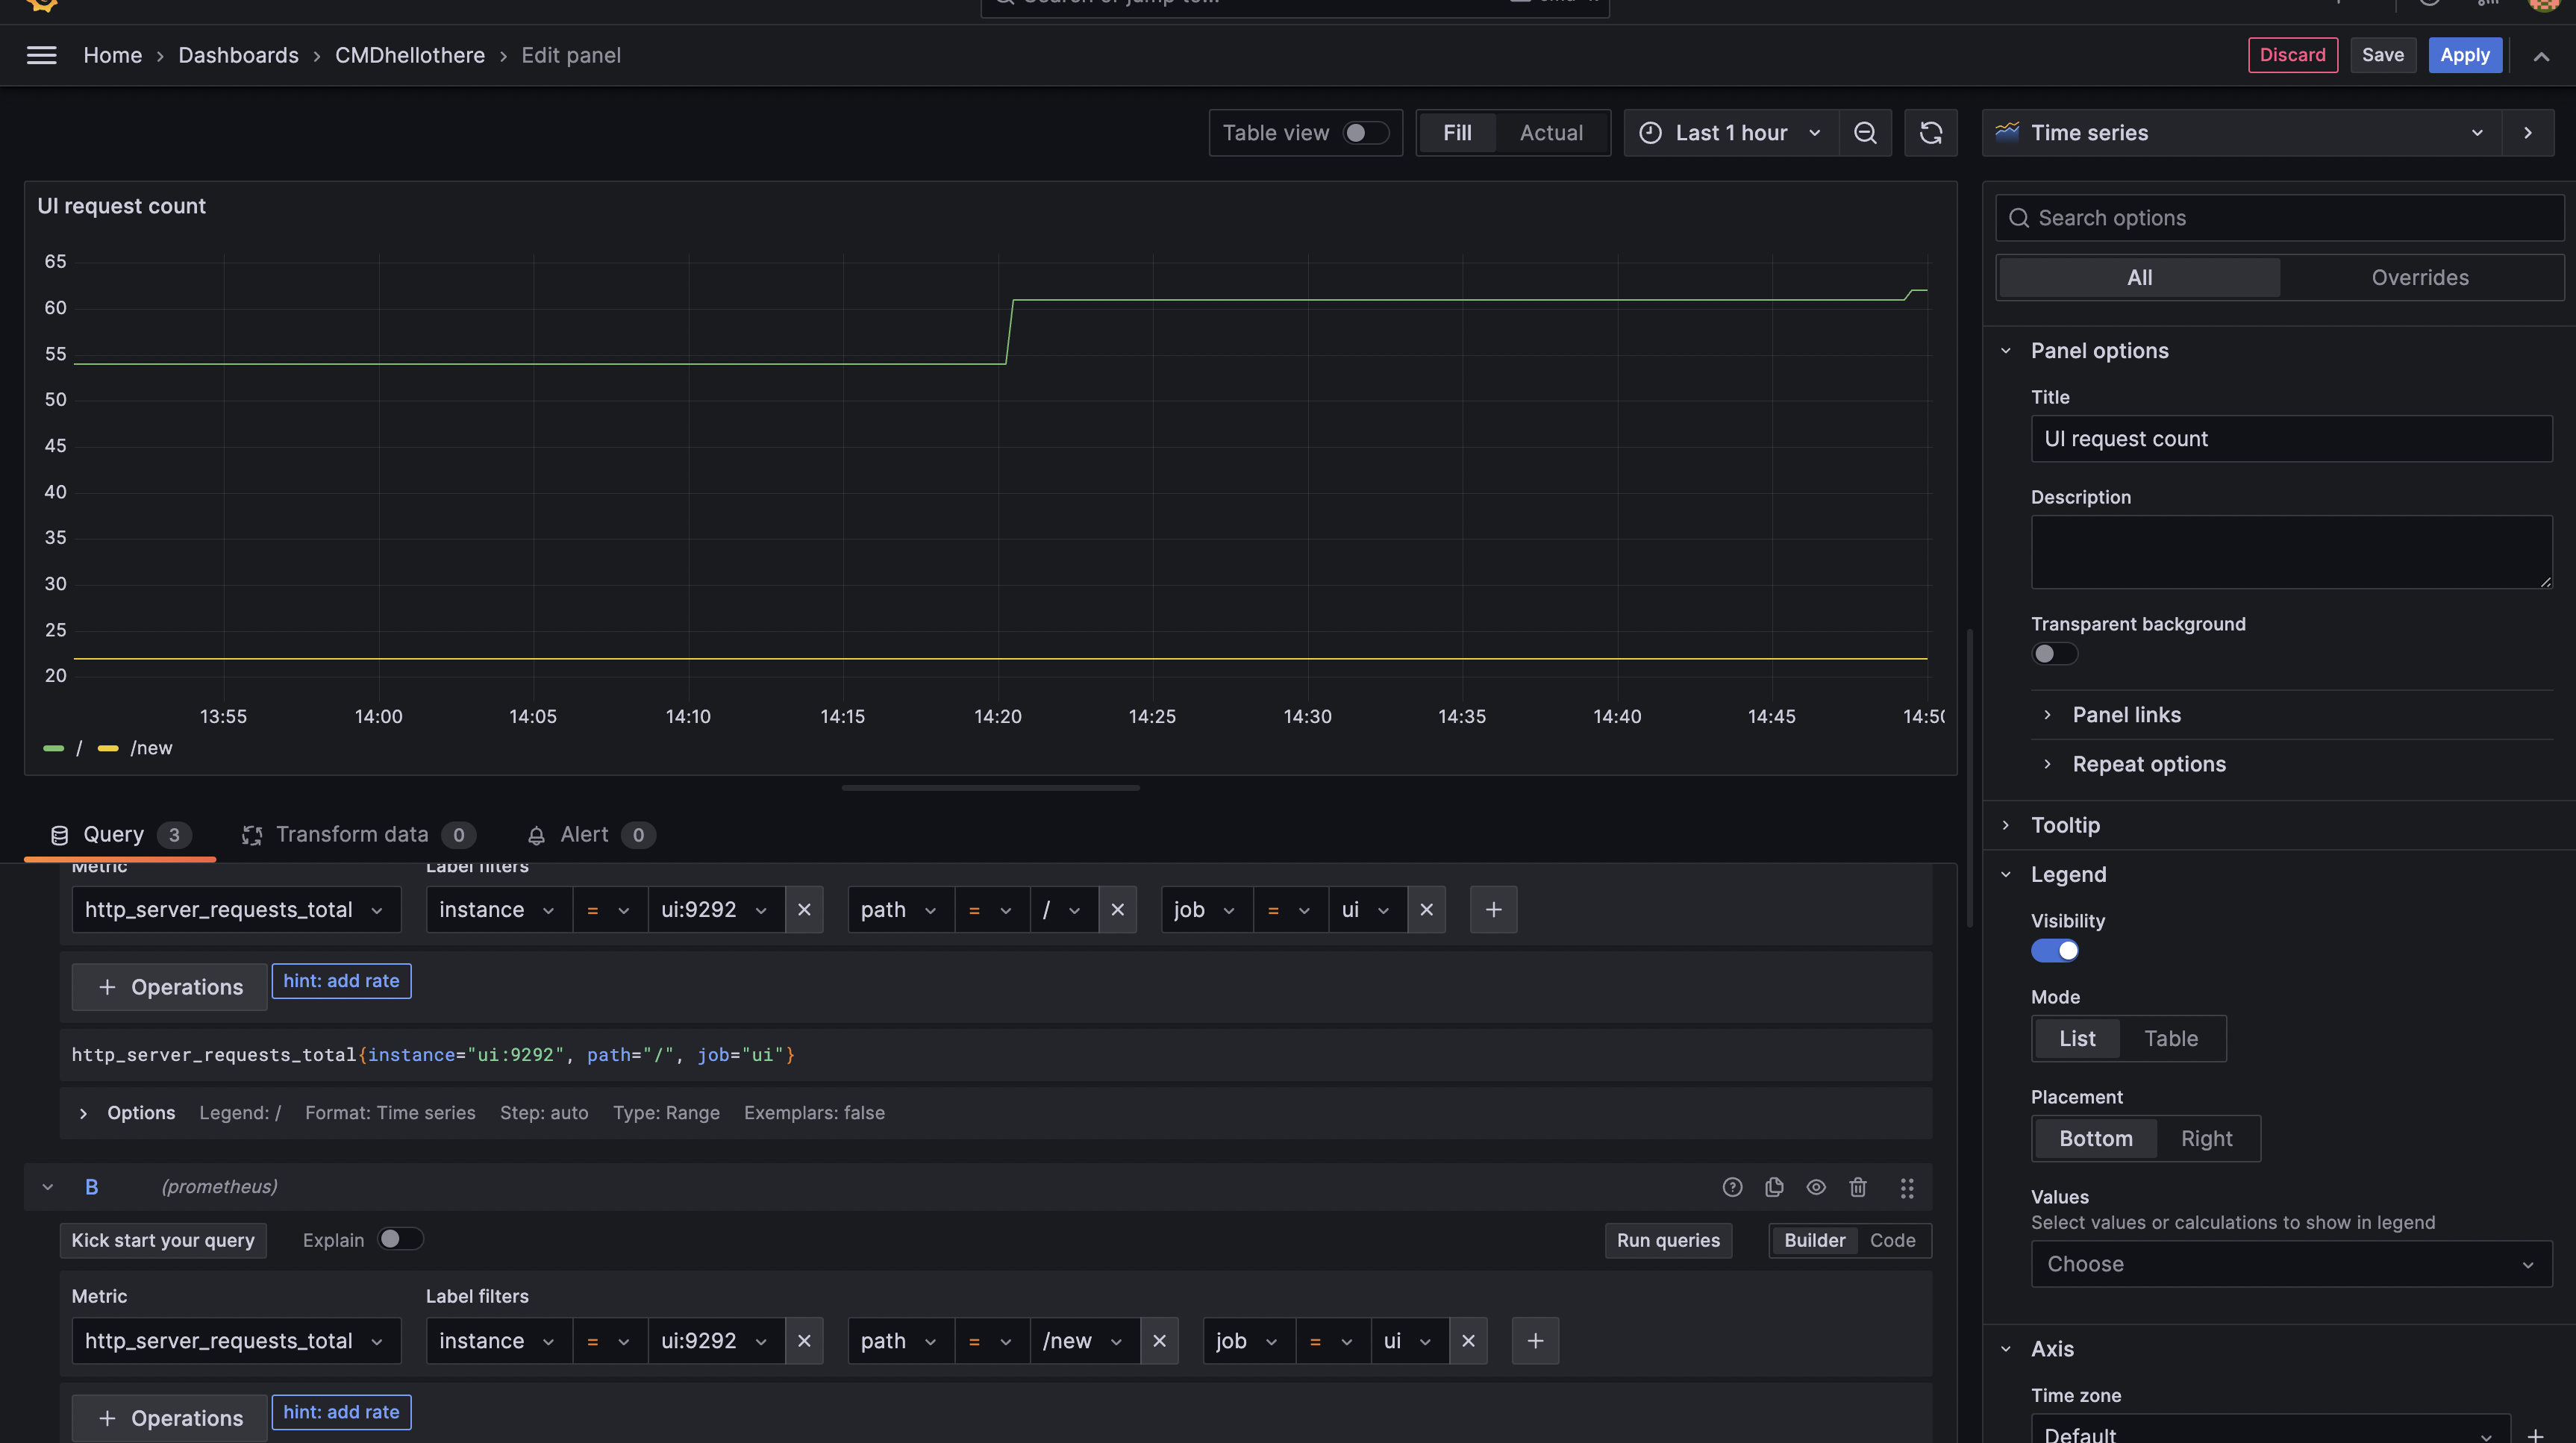 Search or jump to...
Home › Dashboards › CMDhellothere › Edit panel
Discard Save Apply
Table view Fill Actual Last 1 hour
Time series
UI request count
65
60
55
50
45
40
35
30
25
20
13:55 14:00 14:05 14:10 14:15 14:20 14:25 14:30 14:35 14:40 14:45 14:50
/ /new
Query 3 Transform data 0 Alert 0
Metric Label filters
http_server_requests_total instance = ui:9292 path = / job = ui
+ Operations hint: add rate
http_server_requests_total{instance="ui:9292", path="/", job="ui"}
Options Legend: / Format: Time series Step: auto Type: Range Exemplars: false
B (prometheus)
Kick start your query Explain Run queries Builder Code
Metric Label filters
http_server_requests_total instance = ui:9292 path = /new job = ui
+ Operations hint: add rate
Search options
All Overrides
Panel options
Title
UI request count
Description
Transparent background
Panel links
Repeat options
Tooltip
Legend
Visibility
Mode
List Table
Placement
Bottom Right
Values
Select values or calculations to show in legend
Choose
Axis
Time zone
Default